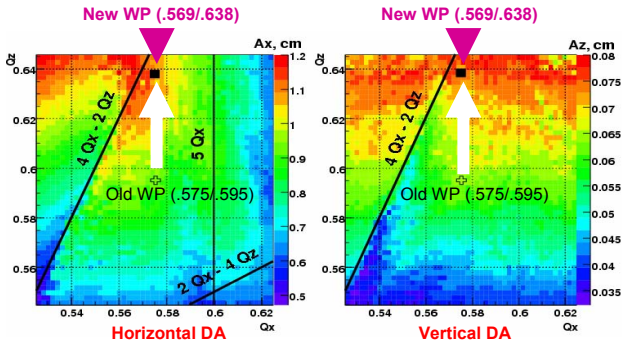 New WP (.569/.638)
Qz
Ax, cm
0.64
0.62
0.6
0.58
0.56
4 Qx - 2 Qz
5 Qx
Old WP (.575/.595)
2 Qx - 4 Qz
1.2
1.1
1
0.9
0.8
0.7
0.6
0.5
0.54
0.56
0.58
0.6
0.62
Qx
Horizontal DA
New WP (.569/.638)
Qz
Az, cm
0.64
0.62
0.6
0.58
0.56
4 Qx - 2 Qz
Old WP (.575/.595)
0.08
0.075
0.07
0.065
0.06
0.055
0.05
0.045
0.04
0.035
0.54
0.56
0.58
0.6
0.62
Qx
Vertical DA